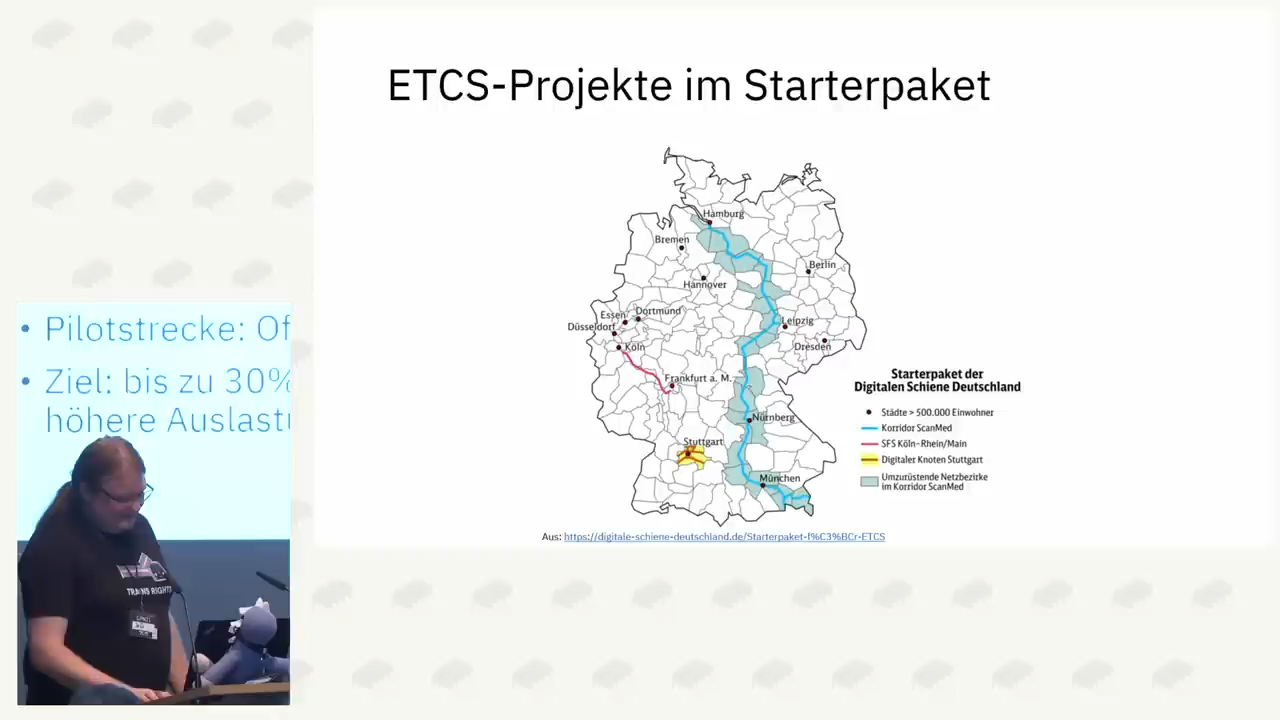 ETCS-Projekte im Starterpaket
Hamburg
Bremen
Berlin
Hannover
Essen
Dortmund
Düsseldorf
Leipzig
Köln
Dresden
Frankfurt a. M.
Nürnberg
Stuttgart
München
Starterpaket der
Digitalen Schiene Deutschland
Städte > 500.000 Einwohner
Korridor ScanMed
SFS Köln–Rhein/Main
Digitaler Knoten Stuttgart
Umzurüstende Netzbezirke
im Korridor ScanMed
Aus: https://digitale-schiene-deutschland.de/Starterpaket-f%C3%BCr-ETCS
• Pilotstrecke: Of
• Ziel: bis zu 30%
höhere Auslastu